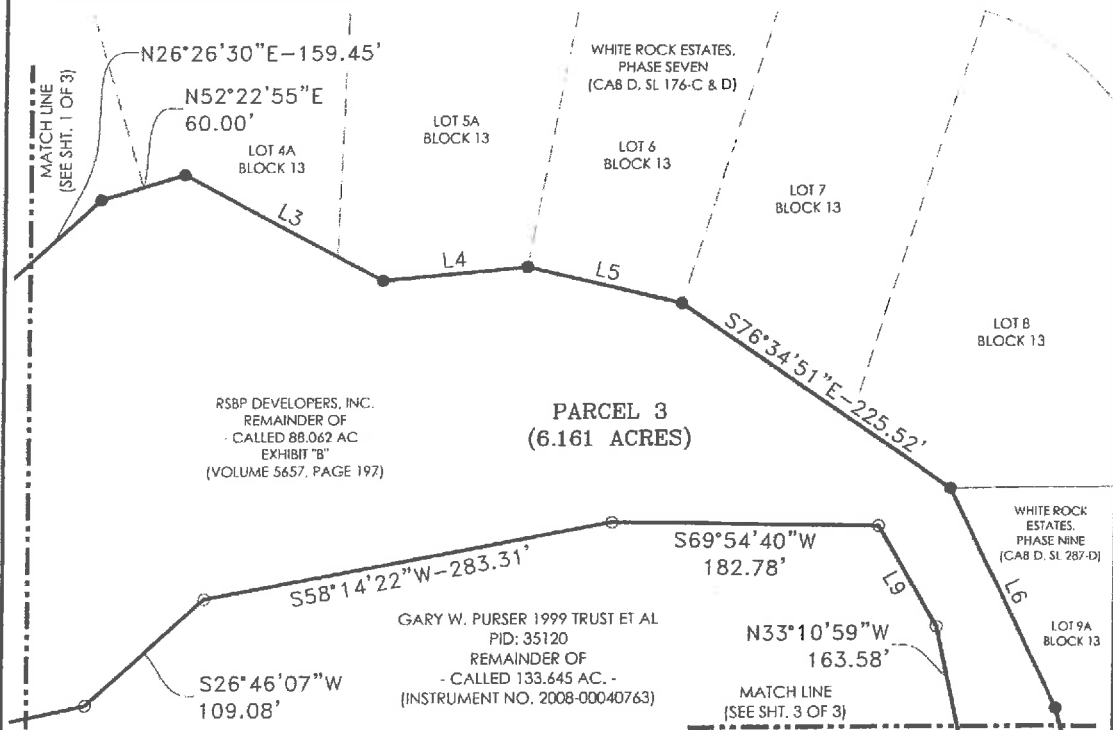 N26°26'30"E-159.45'
N52°22'55"E
60.00'
MATCH LINE
(SEE SHT. 1 OF 3)
WHITE ROCK ESTATES,
PHASE SEVEN
(CAB D, SL 176-C & D)
LOT 4A
BLOCK 13
LOT 5A
BLOCK 13
LOT 6
BLOCK 13
LOT 7
BLOCK 13
LOT 8
BLOCK 13
L3
L4
L5
S76°34'51"E-225.52'
RSBP DEVELOPERS, INC.
REMAINDER OF
- CALLED 88.062 AC
EXHIBIT "B"
(VOLUME 5657, PAGE 197)
PARCEL 3
(6.161 ACRES)
WHITE ROCK
ESTATES,
PHASE NINE
(CAB D, SL 287-D)
L6
LOT 9A
BLOCK 13
S58°14'22"W-283.31'
S69°54'40"W
182.78'
L9
S26°46'07"W
109.08'
GARY W. PURSER 1999 TRUST ET AL
PID: 35120
REMAINDER OF
- CALLED 133.645 AC. -
(INSTRUMENT NO. 2008-00040763)
N33°10'59"W
163.58'
MATCH LINE
(SEE SHT. 3 OF 3)